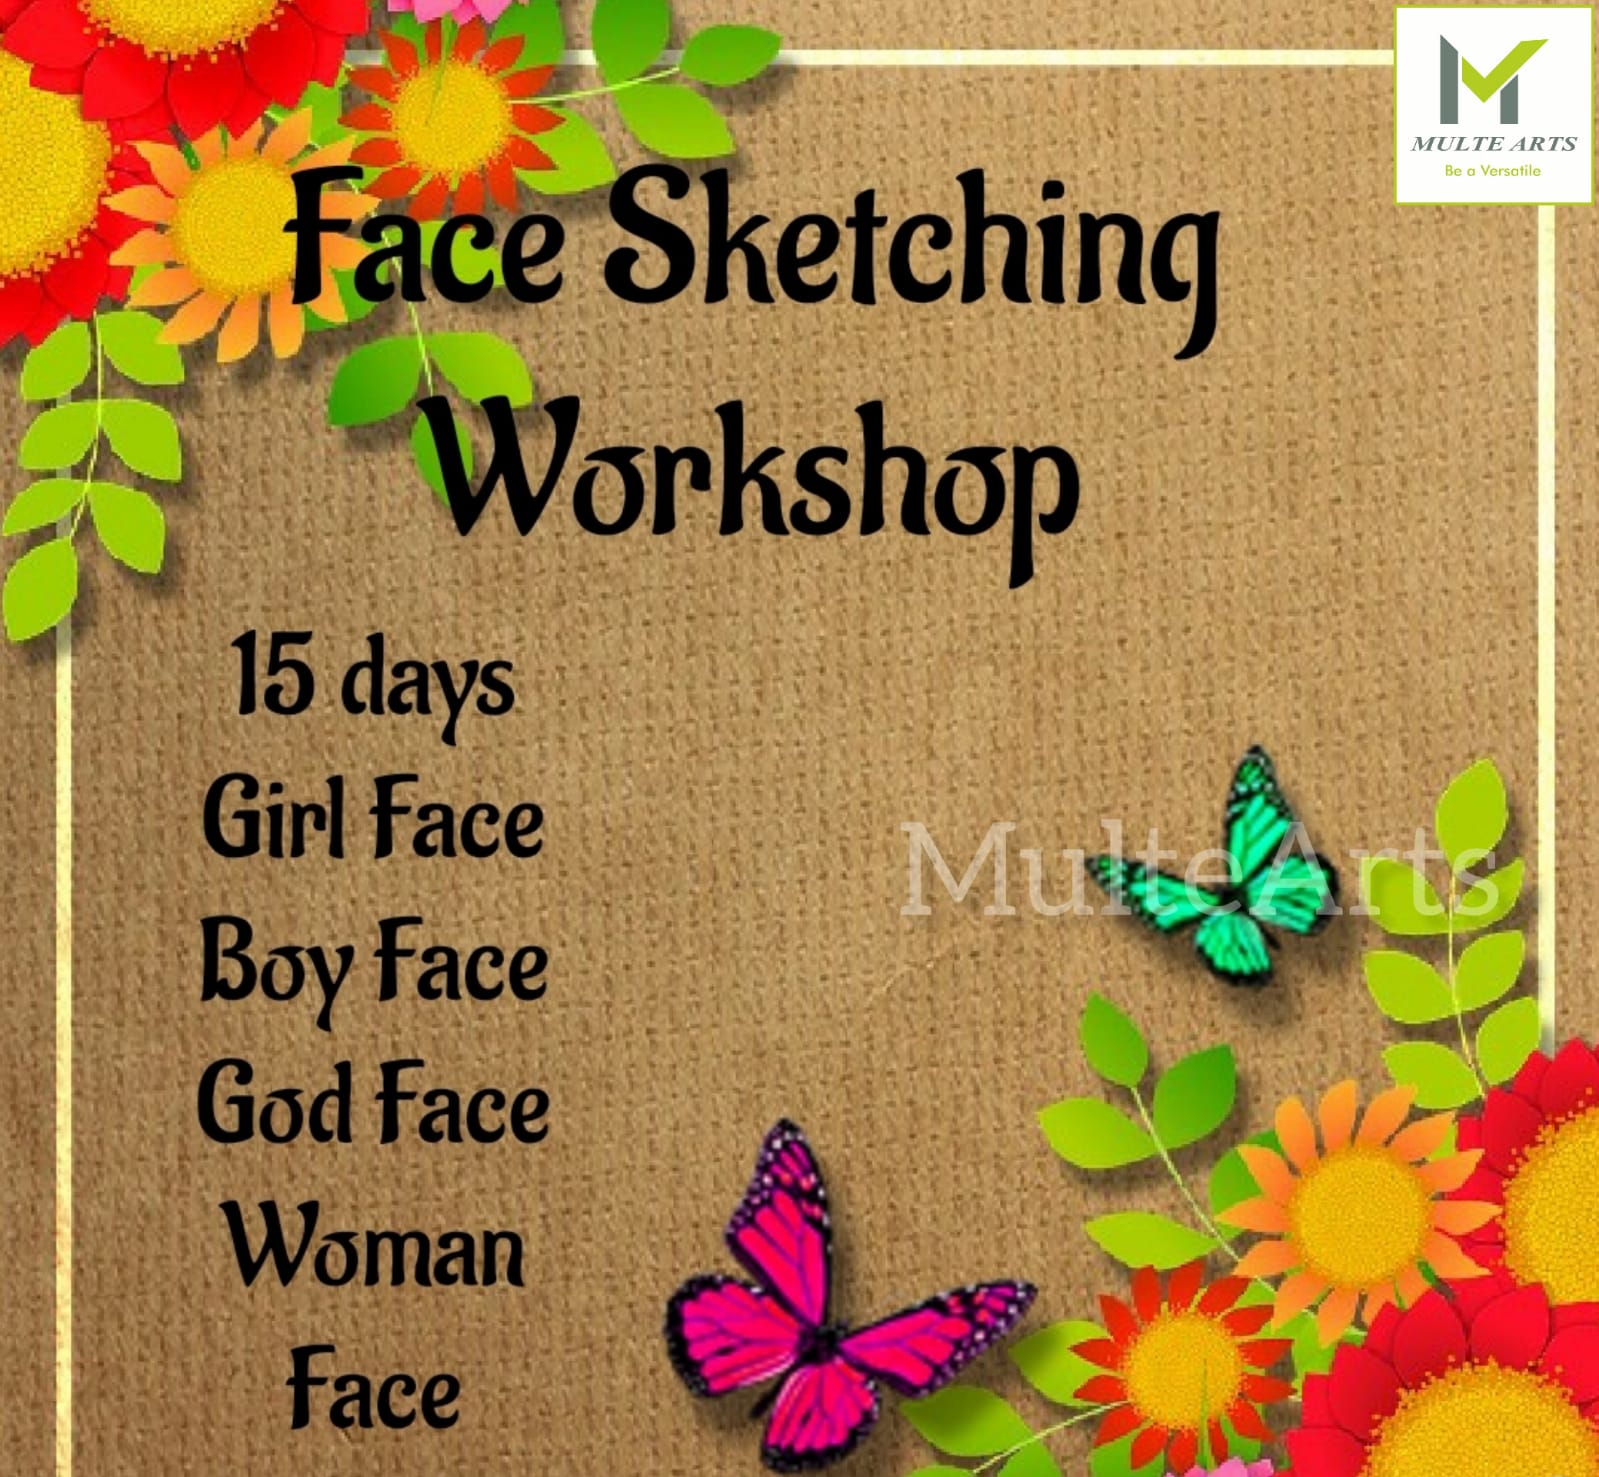 MULTE ARTS
Be a Versatile
Face Sketching
Workshop
15 days
Girl Face
Boy Face
God Face
Woman
Face
MulteArts